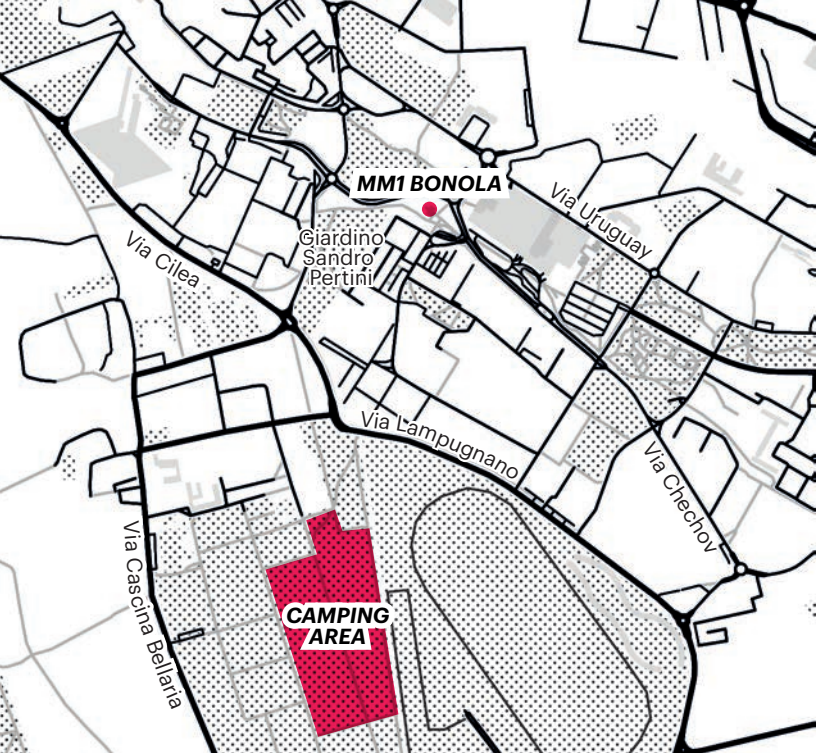 MM1 BONOLA
Via Uruguay
Giardino
Sandro
Pertini
Via Cilea
Via Lampugnano
Via Chechov
Via Cascina Bellaria
CAMPING
AREA